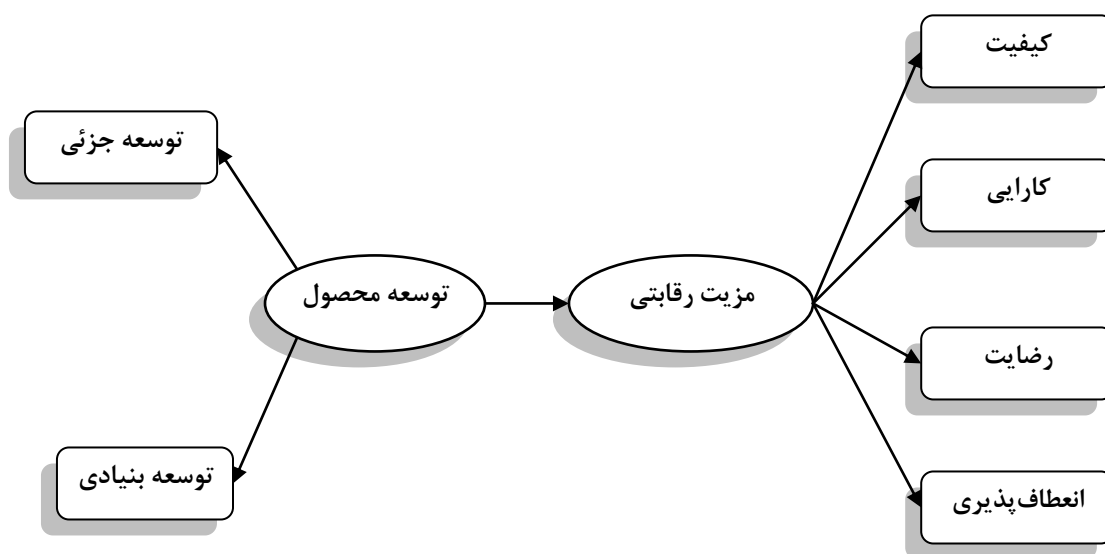 کیفیت
توسعه جزئی
کارایی
توسعه محصول
مزیت رقابتی
رضایت
توسعه بنیادی
انعطاف‌پذیری